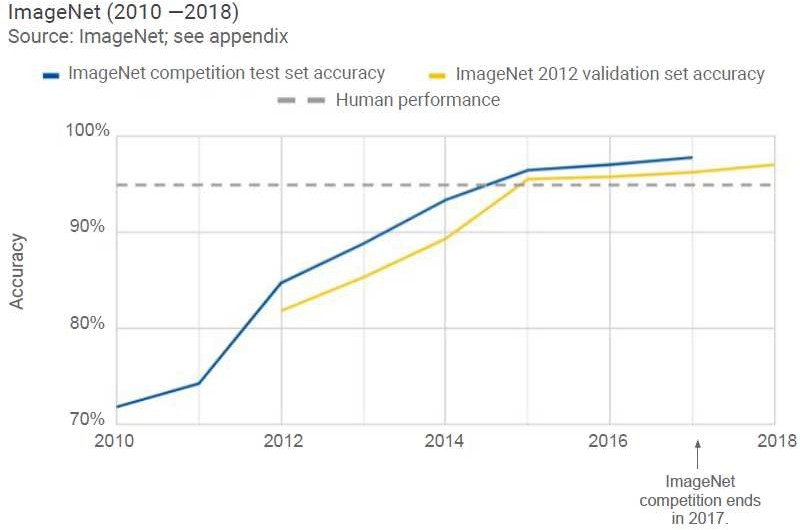 ImageNet (2010 —2018)
Source: ImageNet; see appendix
ImageNet competition test set accuracy
ImageNet 2012 validation set accuracy
Human performance
100%
90%
80%
70%
Accuracy
2010
2012
2014
2016
2018
ImageNet
competition ends
in 2017.